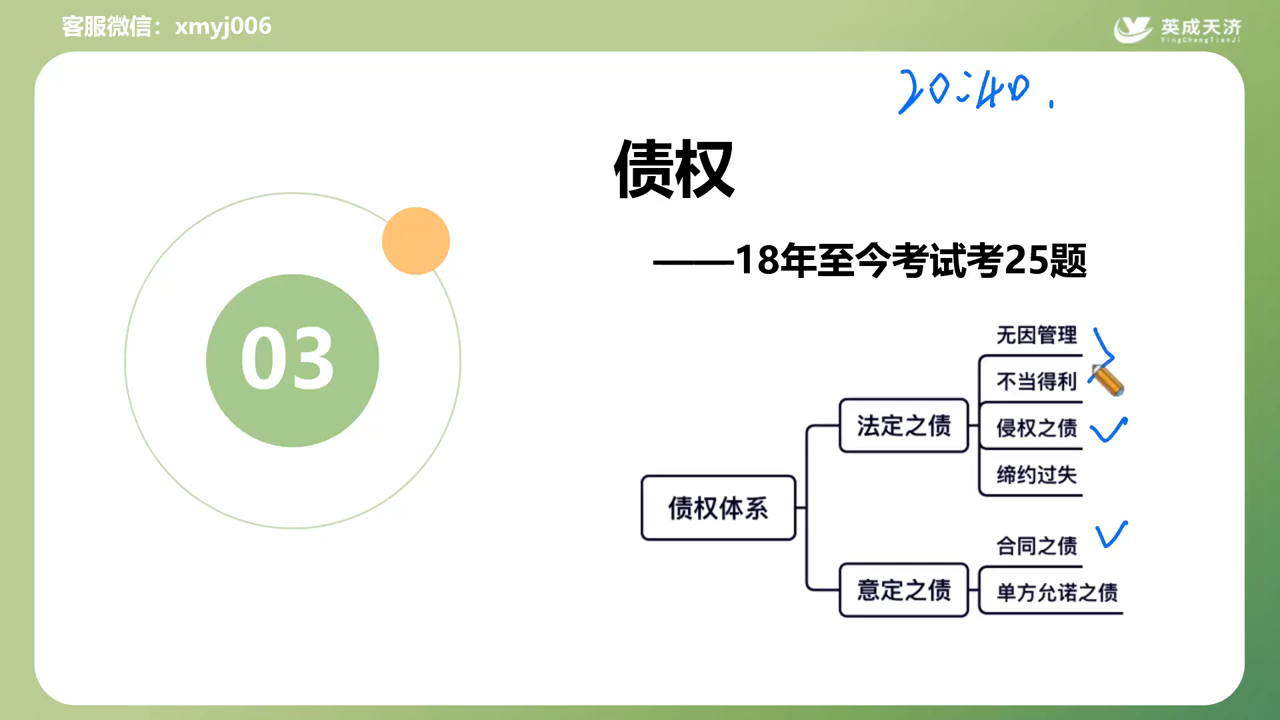 客服微信：xmyj006
英成天济
YingChengTianJi
20:40.
债权
——18年至今考试考25题
03
无因管理
不当得利
法定之债
侵权之债
缔约过失
债权体系
合同之债
意定之债
单方允诺之债